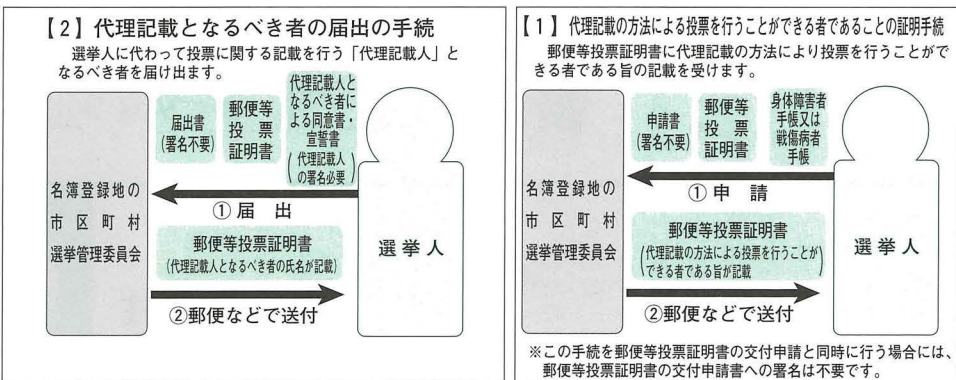 【2】代理記載となるべき者の届出の手続
選挙人に代わって投票に関する記載を行う「代理記載人」と
なるべき者を届け出ます。
届出書
(署名不要)
郵便等
投票
証明書
代理記載人と
なるべき者に
よる同意書・
宣誓書
(代理記載人
の署名必要)
名簿登録地の
市区町村
選挙管理委員会
①届出
郵便等投票証明書
(代理記載人となるべき者の氏名が記載)
②郵便などで送付
選挙人
【1】代理記載の方法による投票を行うことができる者であることの証明手続
郵便等投票証明書に代理記載の方法により投票を行うことがで
きる者である旨の記載を受けます。
申請書
(署名不要)
郵便等
投票
証明書
身体障害者
手帳又は
戦傷病者
手帳
名簿登録地の
市区町村
選挙管理委員会
①申請
郵便等投票証明書
(代理記載の方法による投票を行うことが
できる者である旨が記載)
②郵便などで送付
選挙人
※この手続を郵便等投票証明書の交付申請と同時に行う場合には、
郵便等投票証明書の交付申請書への署名は不要です。